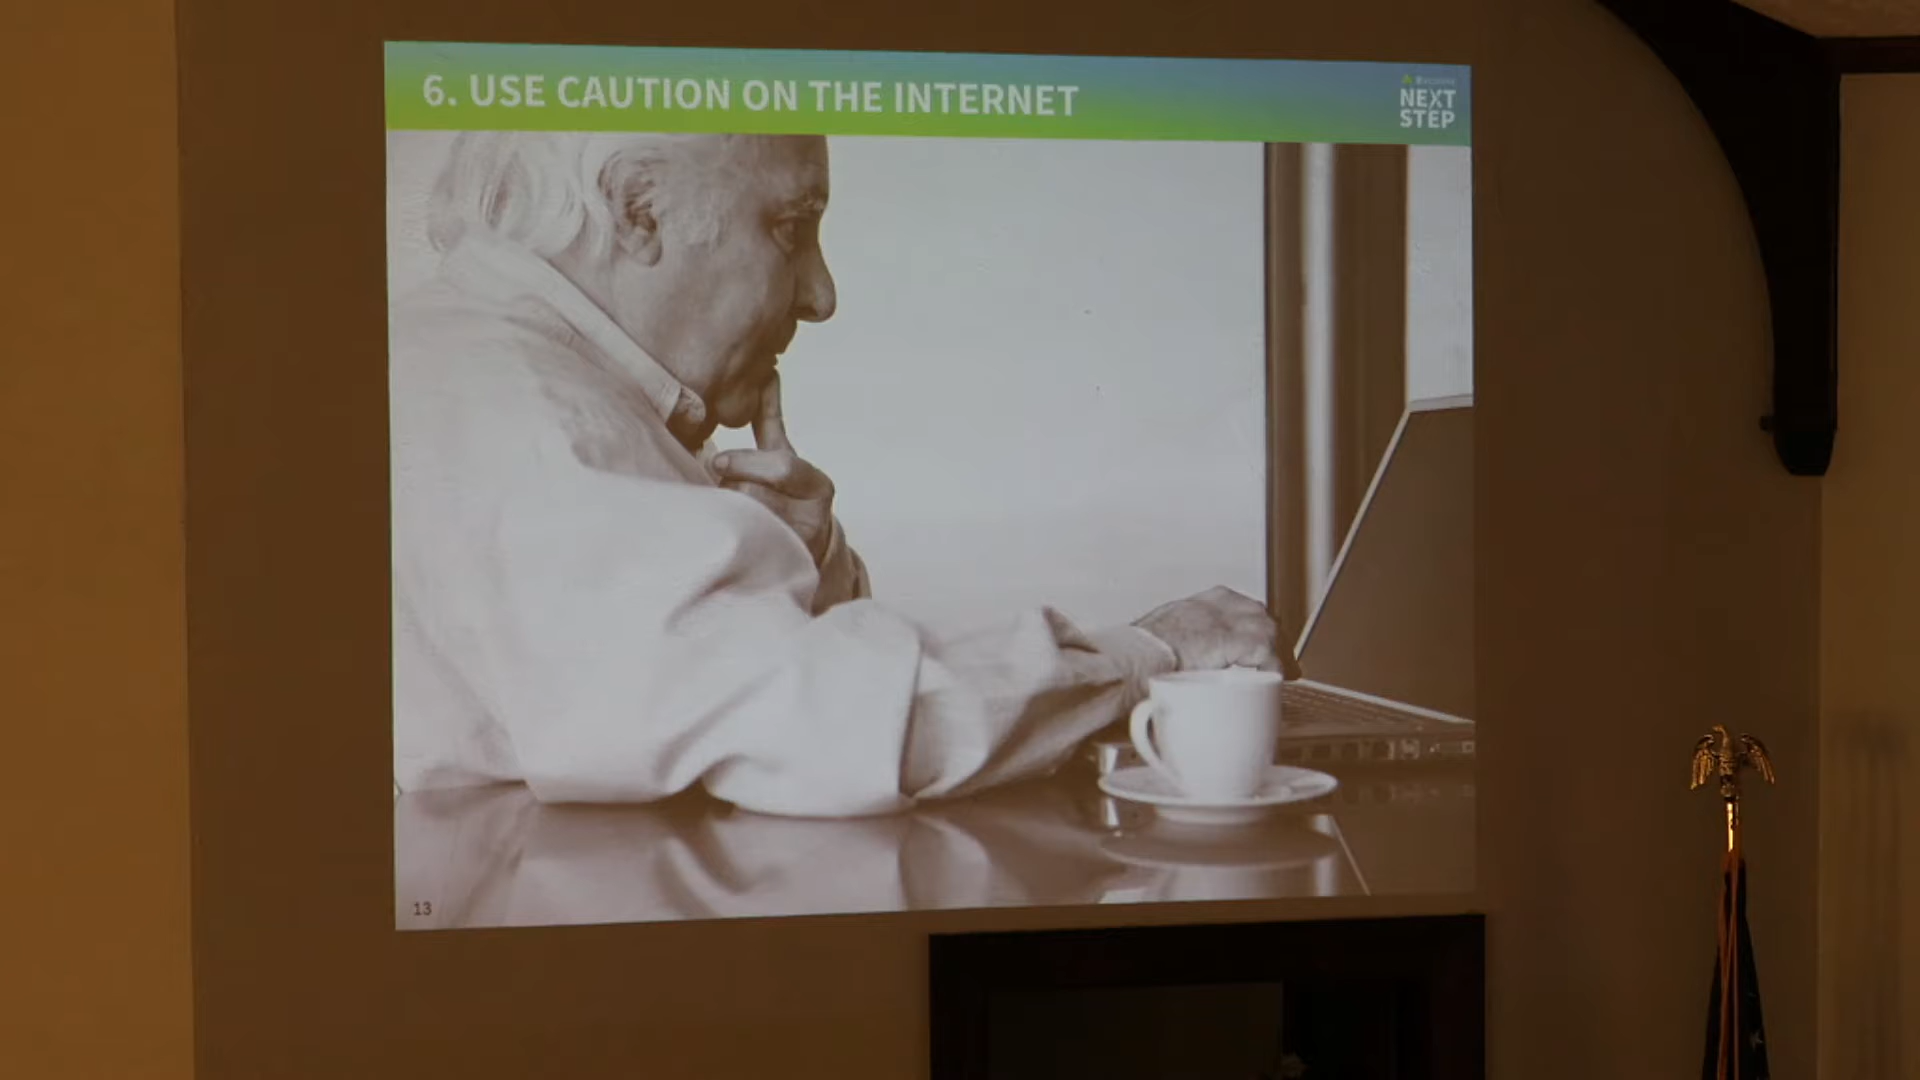 6. USE CAUTION ON THE INTERNET
NEXT
STEP
13